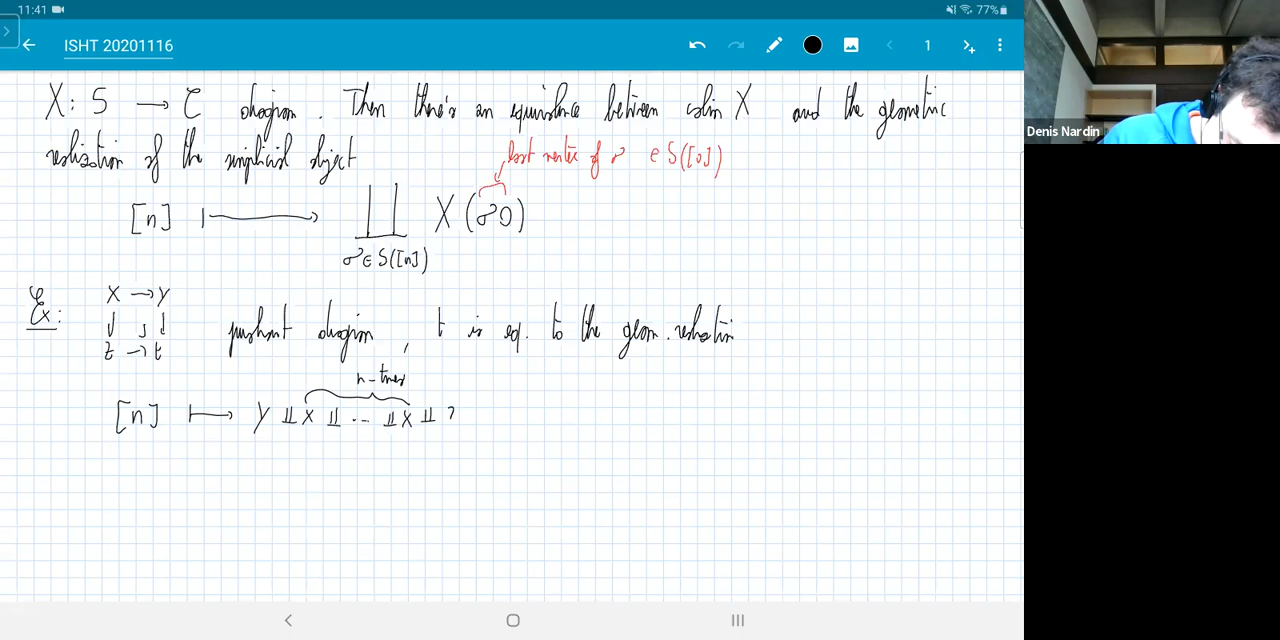 11:41
77%
ISHT 20201116
1
Denis Nardin
X: S → C diagram. Then there's an equivalence between colim X and the geometric
realization of the simplicial object
last vertex of σ ∈ S([0])
[n] ↦ ∐ X(σ0)
σ∈S([n])
Ex:
X → Y
↓ ⌟ ↓
Z → t
pushout diagram, t is eq. to the geom. realization
n-times
[n] ↦ Y ⨿ X ⨿ ... ⨿ X ⨿ Z